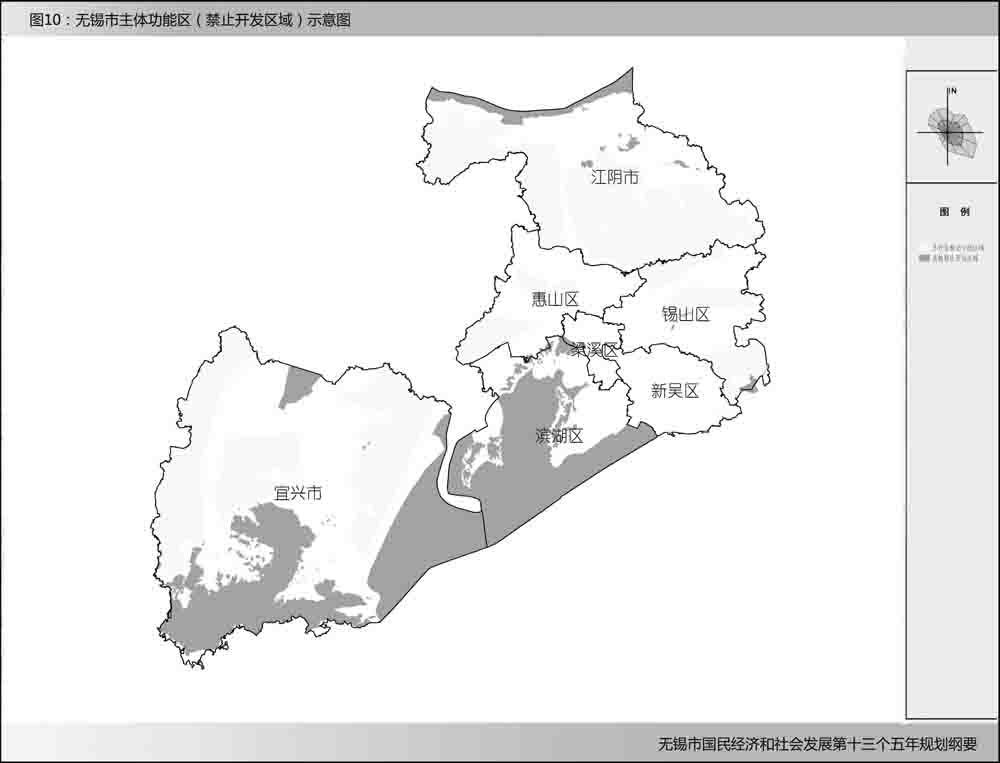 图10：无锡市主体功能区（禁止开发区域）示意图
N
江阴市
图 例
惠山区
锡山区
梁溪区
新吴区
滨湖区
宜兴市
无锡市国民经济和社会发展第十三个五年规划纲要